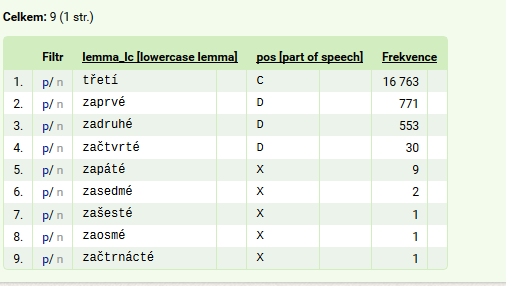 Celkem: 9 (1 str.)
Filtr lemma_lc [lowercase lemma] pos [part of speech] Frekvence
1. p/ n třetí C 16 763
2. p/ n zaprvé D 771
3. p/ n zadruhé D 553
4. p/ n začtvrté D 30
5. p/ n zapáté X 9
6. p/ n zasedmé X 2
7. p/ n zašesté X 1
8. p/ n zaosmé X 1
9. p/ n začtrnácté X 1